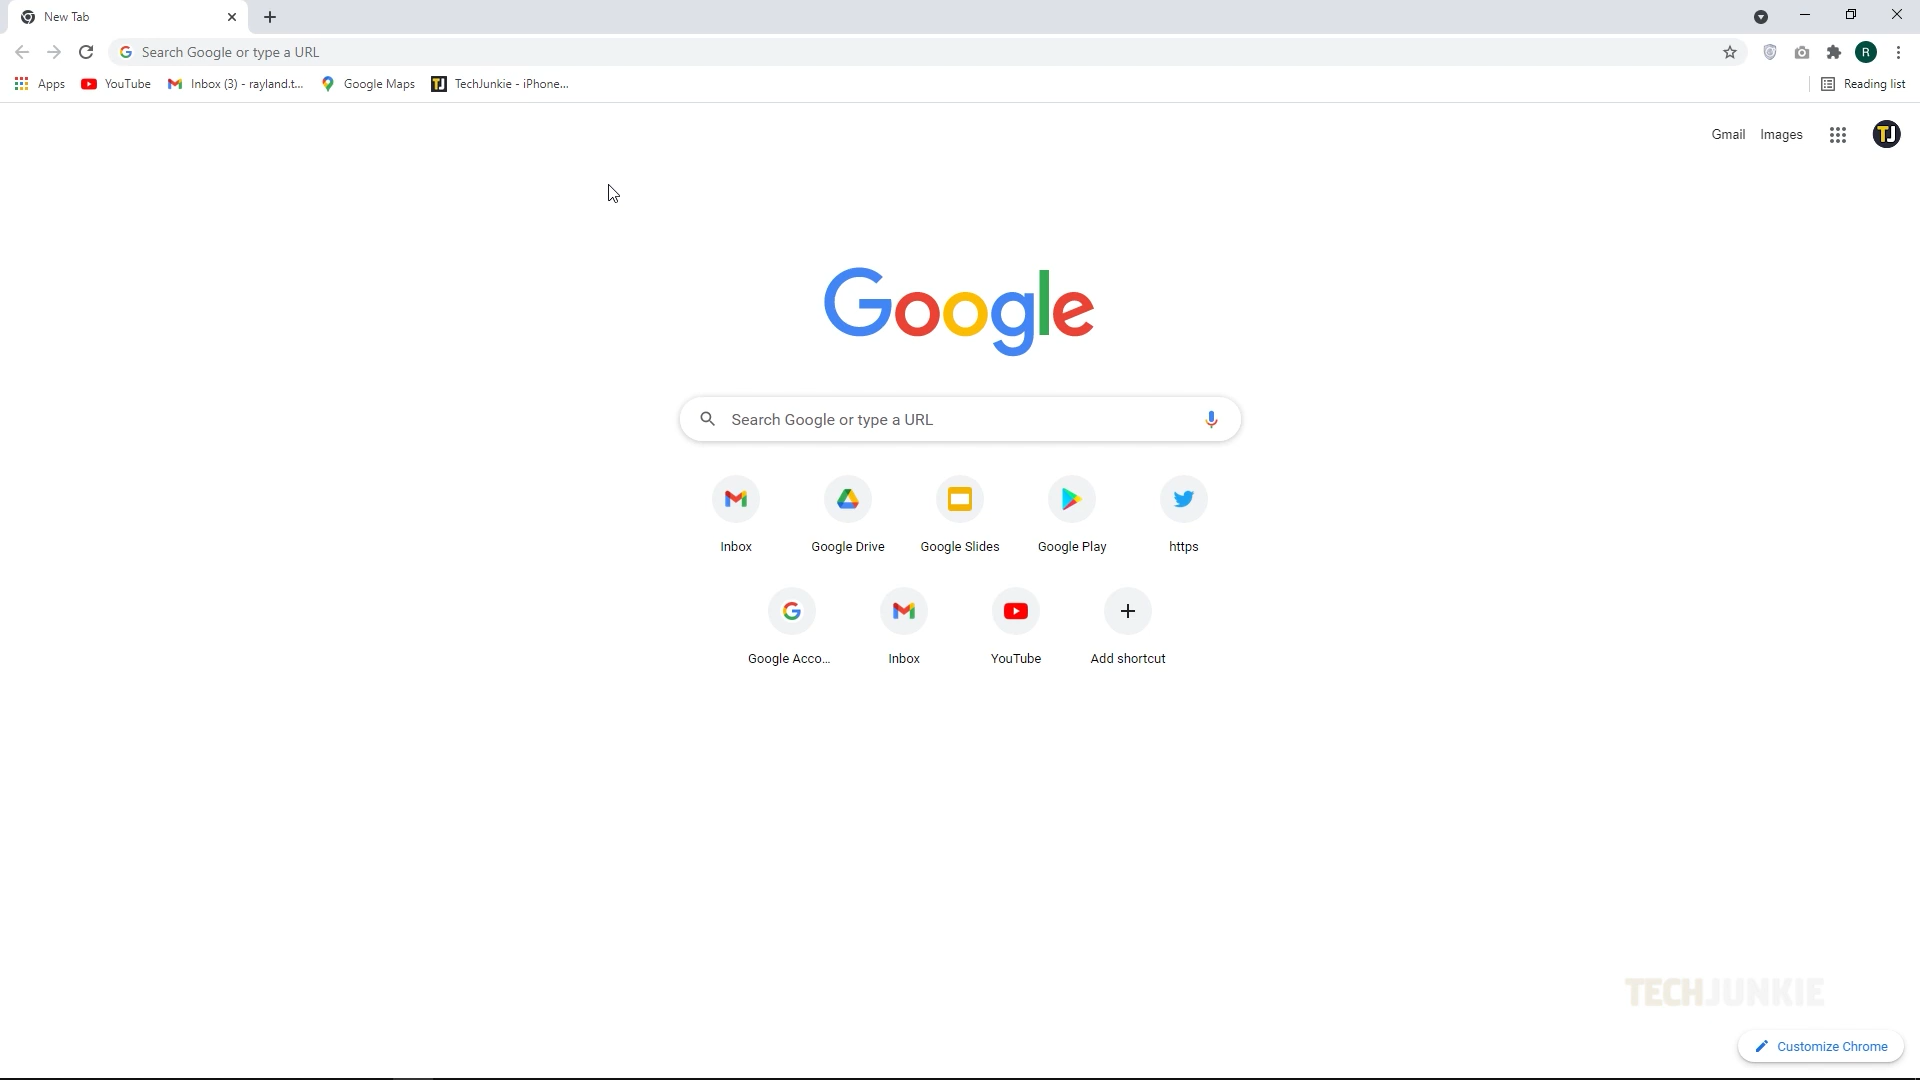 New Tab
Search Google or type a URL
R
Apps YouTube Inbox (3) - rayland.t... Google Maps TJ TechJunkie - iPhone... Reading list
Gmail Images TJ
Google
Search Google or type a URL
Inbox Google Drive Google Slides Google Play https
Google Acco... Inbox YouTube Add shortcut
TECHJUNKIE
Customize Chrome